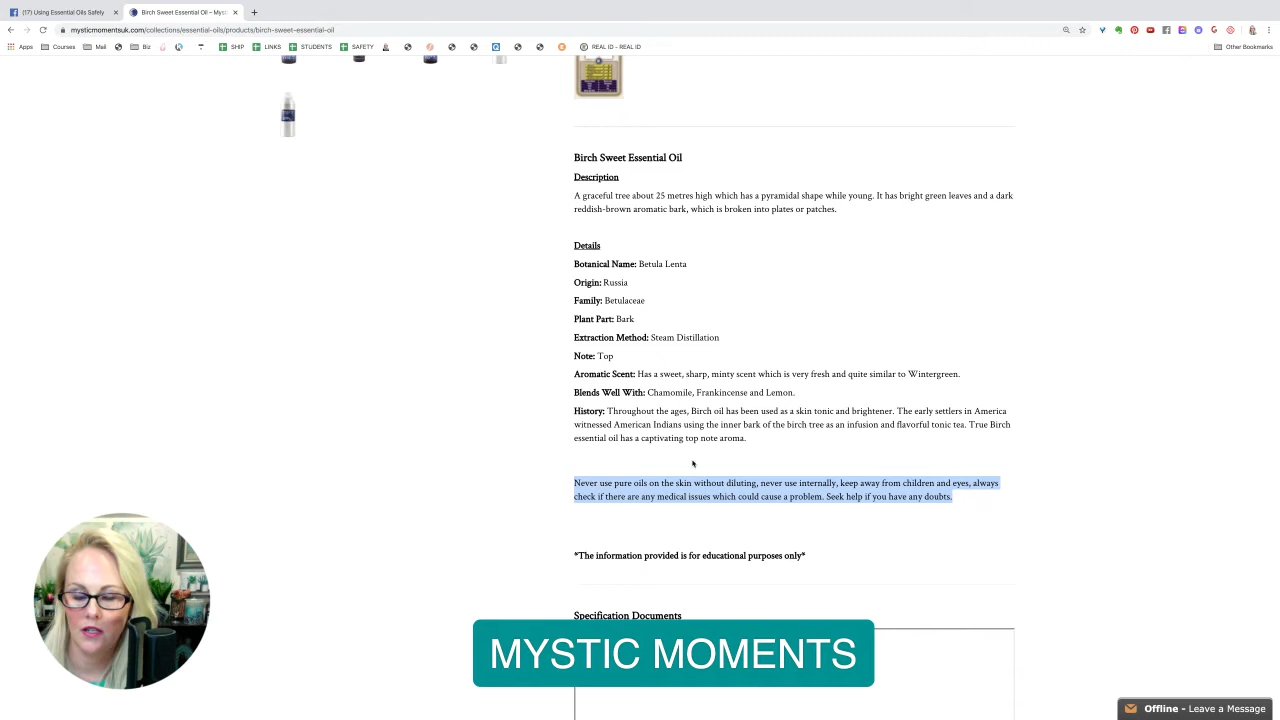 (17) Using Essential Oils Safely
Birch Sweet Essential Oil – Mys
mysticmomentsuk.com/collections/essential-oils/products/birch-sweet-essential-oil
Apps Courses Mail Biz SHIP LINKS STUDENTS SAFETY REAL ID - REAL ID Other Bookmarks
Birch Sweet Essential Oil
Description
A graceful tree about 25 metres high which has a pyramidal shape while young. It has bright green leaves and a dark
reddish-brown aromatic bark, which is broken into plates or patches.
Details
Botanical Name: Betula Lenta
Origin: Russia
Family: Betulaceae
Plant Part: Bark
Extraction Method: Steam Distillation
Note: Top
Aromatic Scent: Has a sweet, sharp, minty scent which is very fresh and quite similar to Wintergreen.
Blends Well With: Chamomile, Frankincense and Lemon.
History: Throughout the ages, Birch oil has been used as a skin tonic and brightener. The early settlers in America
witnessed American Indians using the inner bark of the birch tree as an infusion and flavorful tonic tea. True Birch
essential oil has a captivating top note aroma.
Never use pure oils on the skin without diluting, never use internally, keep away from children and eyes, always
check if there are any medical issues which could cause a problem. Seek help if you have any doubts.
*The information provided is for educational purposes only*
Specification Documents
MYSTIC MOMENTS
Offline - Leave a Message